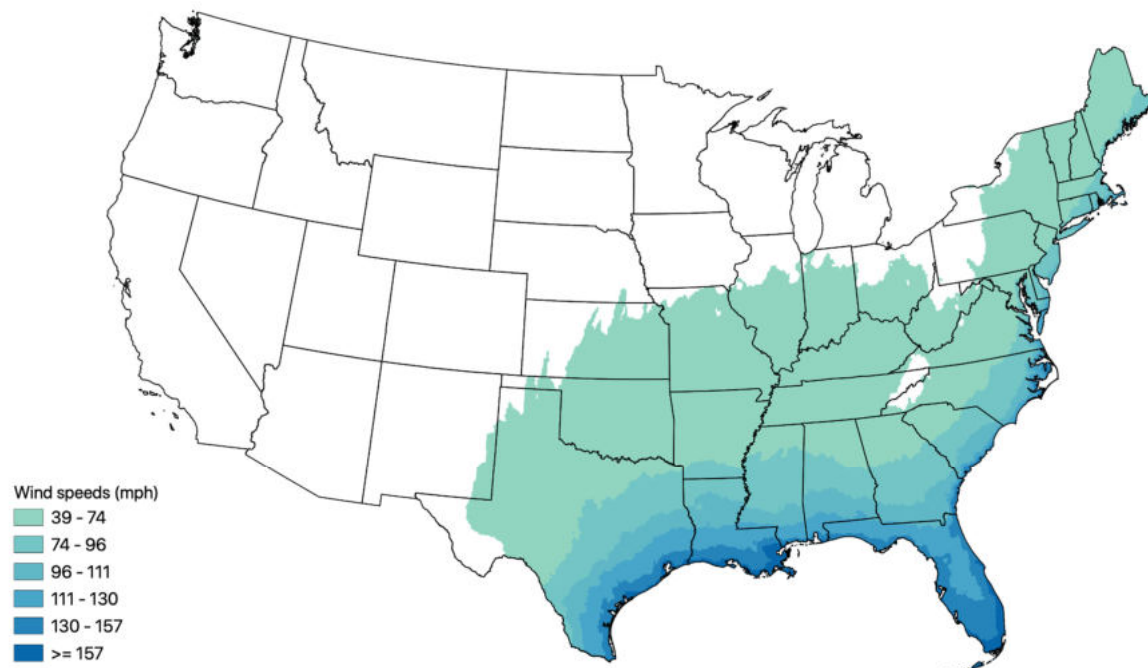 Wind speeds (mph)
39 - 74
74 - 96
96 - 111
111 - 130
130 - 157
>= 157